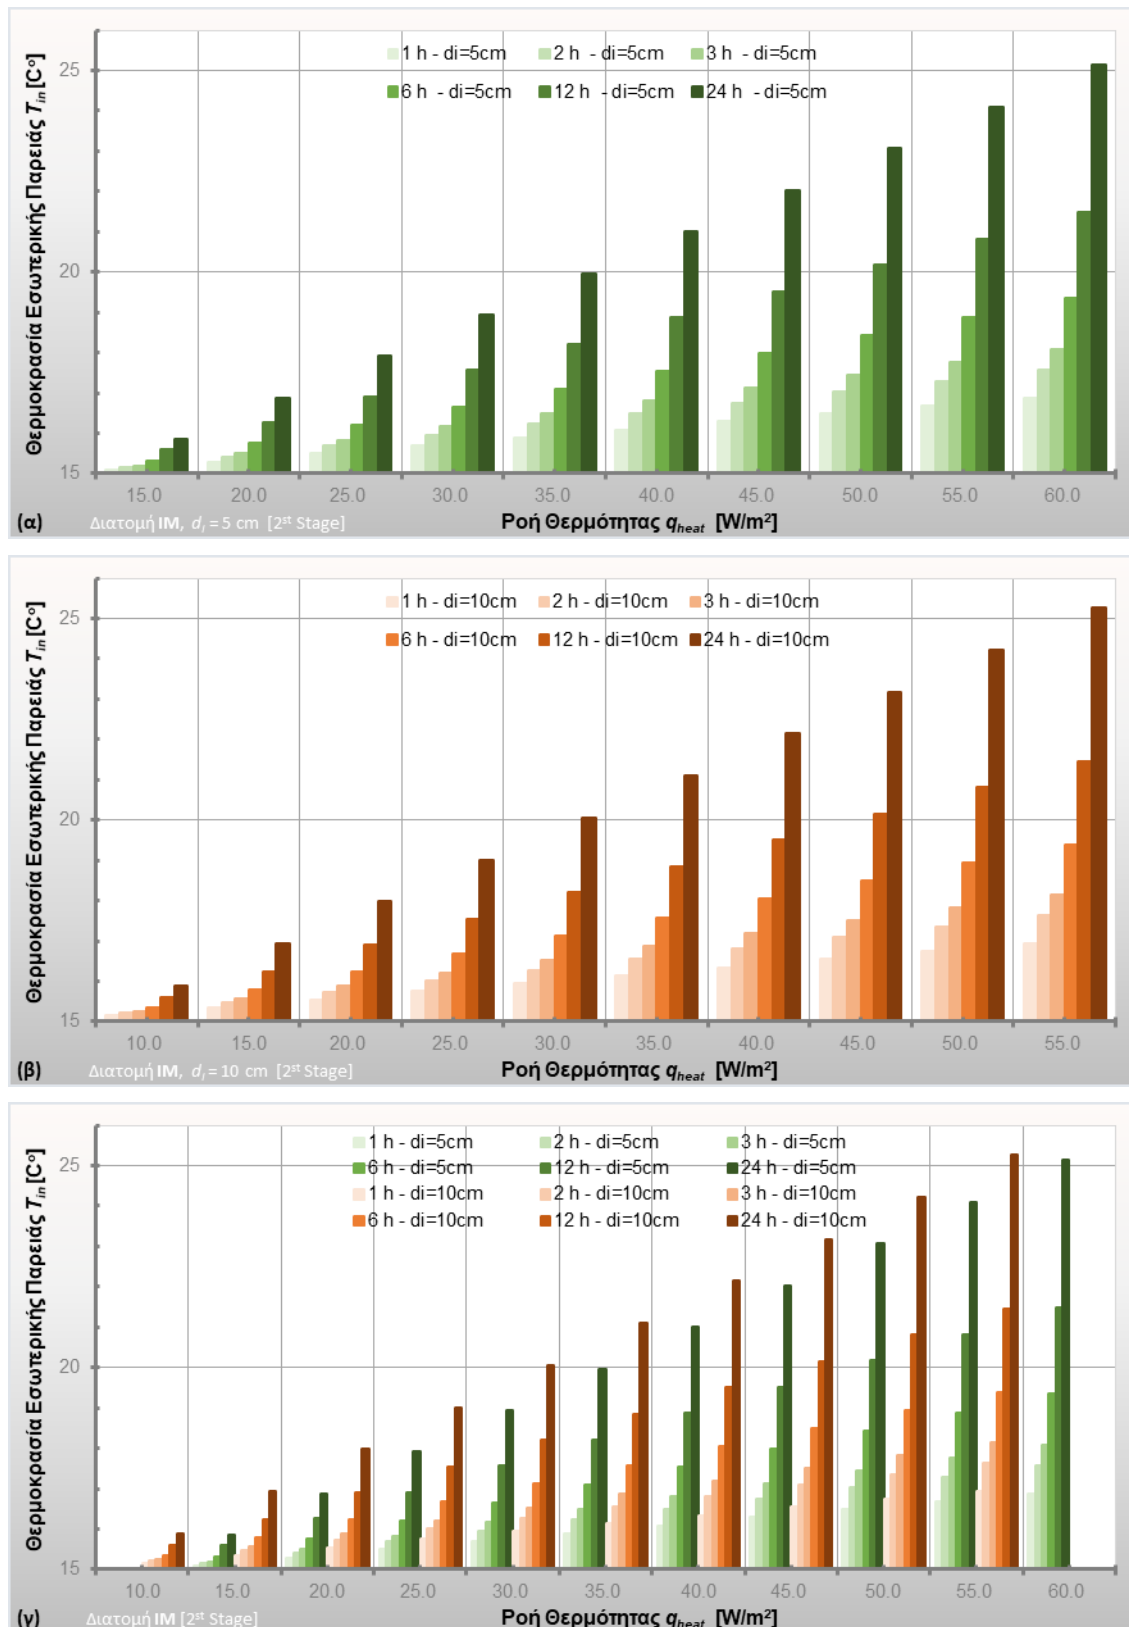 Θερμοκρασία Εσωτερικής Παρειάς Tin [Cº]
1 h - di=5cm 2 h - di=5cm 3 h - di=5cm
6 h - di=5cm 12 h - di=5cm 24 h - di=5cm
25
20
15
15.0 20.0 25.0 30.0 35.0 40.0 45.0 50.0 55.0 60.0
(α) Διατομή IM, di = 5 cm [2st Stage] Ροή Θερμότητας qheat [W/m²]
Θερμοκρασία Εσωτερικής Παρειάς Tin [Cº]
1 h - di=10cm 2 h - di=10cm 3 h - di=10cm
6 h - di=10cm 12 h - di=10cm 24 h - di=10cm
25
20
15
10.0 15.0 20.0 25.0 30.0 35.0 40.0 45.0 50.0 55.0
(β) Διατομή IM, di = 10 cm [2st Stage] Ροή Θερμότητας qheat [W/m²]
Θερμοκρασία Εσωτερικής Παρειάς Tin [Cº]
1 h - di=5cm 2 h - di=5cm 3 h - di=5cm
6 h - di=5cm 12 h - di=5cm 24 h - di=5cm
1 h - di=10cm 2 h - di=10cm 3 h - di=10cm
6 h - di=10cm 12 h - di=10cm 24 h - di=10cm
25
20
15
10.0 15.0 20.0 25.0 30.0 35.0 40.0 45.0 50.0 55.0 60.0
(γ) Διατομή IM [2st Stage] Ροή Θερμότητας qheat [W/m²]